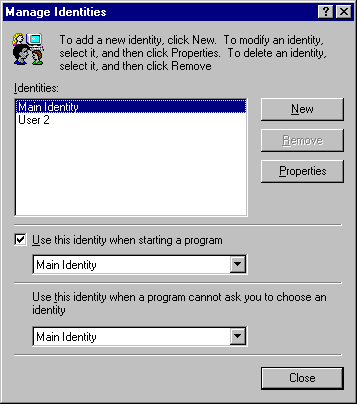 Manage Identities
To add a new identity, click New. To modify an identity,
select it, and then click Properties. To delete an identity,
select it, and then click Remove
Identities:
Main Identity
User 2
New
Remove
Properties
Use this identity when starting a program
Main Identity
Use this identity when a program cannot ask you to choose an
identity
Main Identity
Close